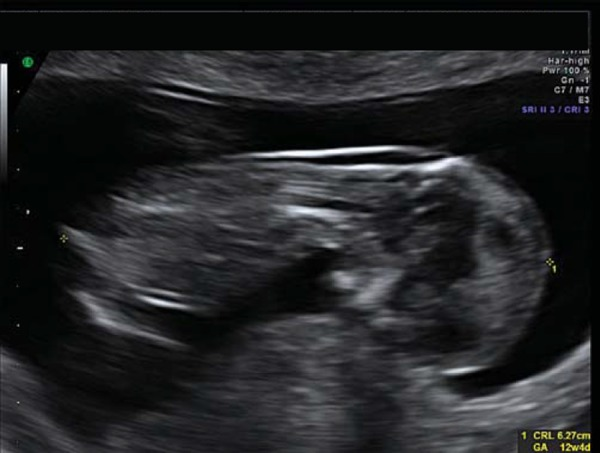 Har-high
Pwr 100 %
Gn -1
C7 / M7
E3
SRI II 3 / CRI 3
1
1 CRL 6.27cm
GA 12w4d